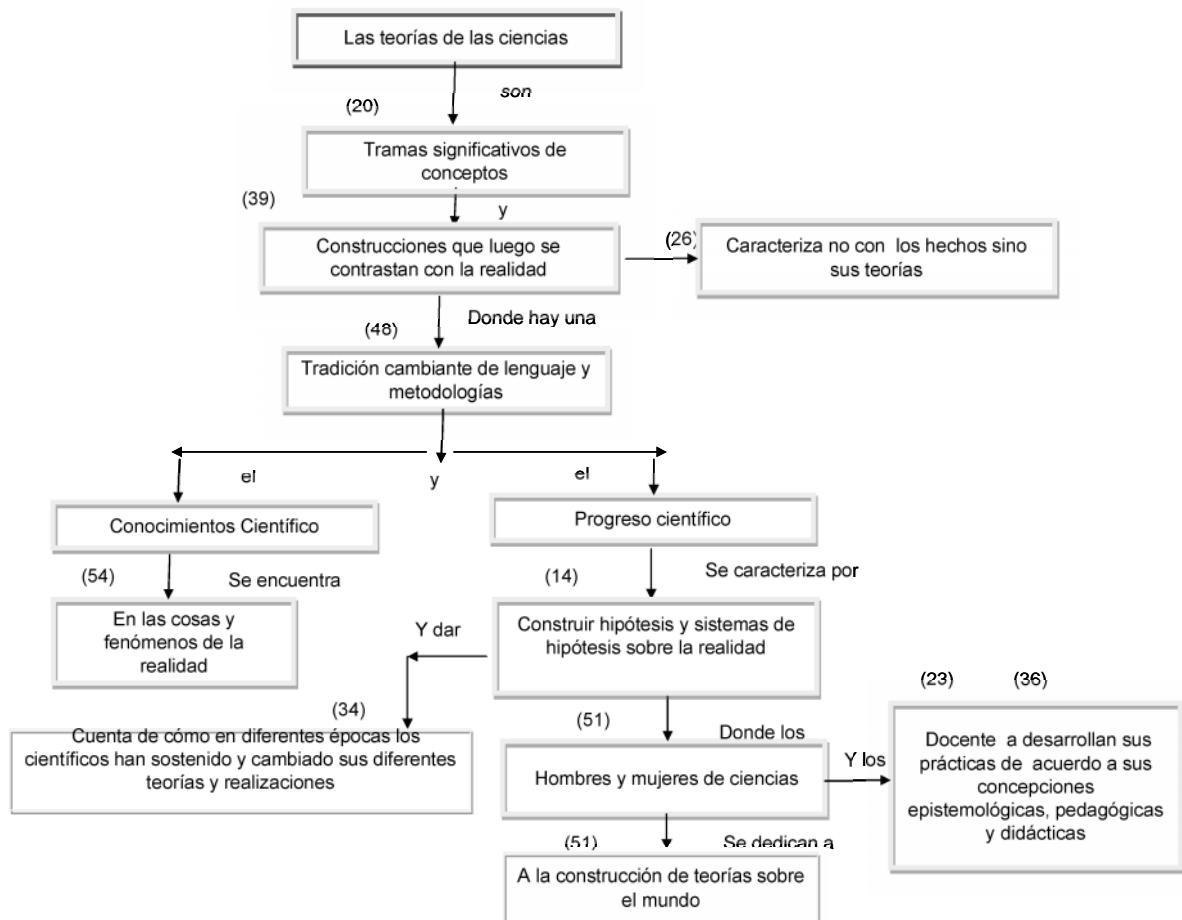 Las teorías de las ciencias
son
(20)
Tramas significativos de
conceptos
(39)
y
Construcciones que luego se
contrastan con la realidad
(26)
Caracteriza no con los hechos sino
sus teorías
Donde hay una
(48)
Tradición cambiante de lenguaje y
metodologías
el
y
el
Conocimientos Científico
Progreso científico
(54)
Se encuentra
(14)
Se caracteriza por
En las cosas y
fenómenos de la
realidad
Y dar
Construir hipótesis y sistemas de
hipótesis sobre la realidad
(34)
Cuenta de cómo en diferentes épocas los
científicos han sostenido y cambiado sus diferentes
teorías y realizaciones
(51)
Donde los
Hombres y mujeres de ciencias
Y los
(23) (36)
Docente a desarrollan sus
prácticas de acuerdo a sus
concepciones
epistemológicas, pedagógicas
y didácticas
(51)
Se dedican a
A la construcción de teorías sobre
el mundo